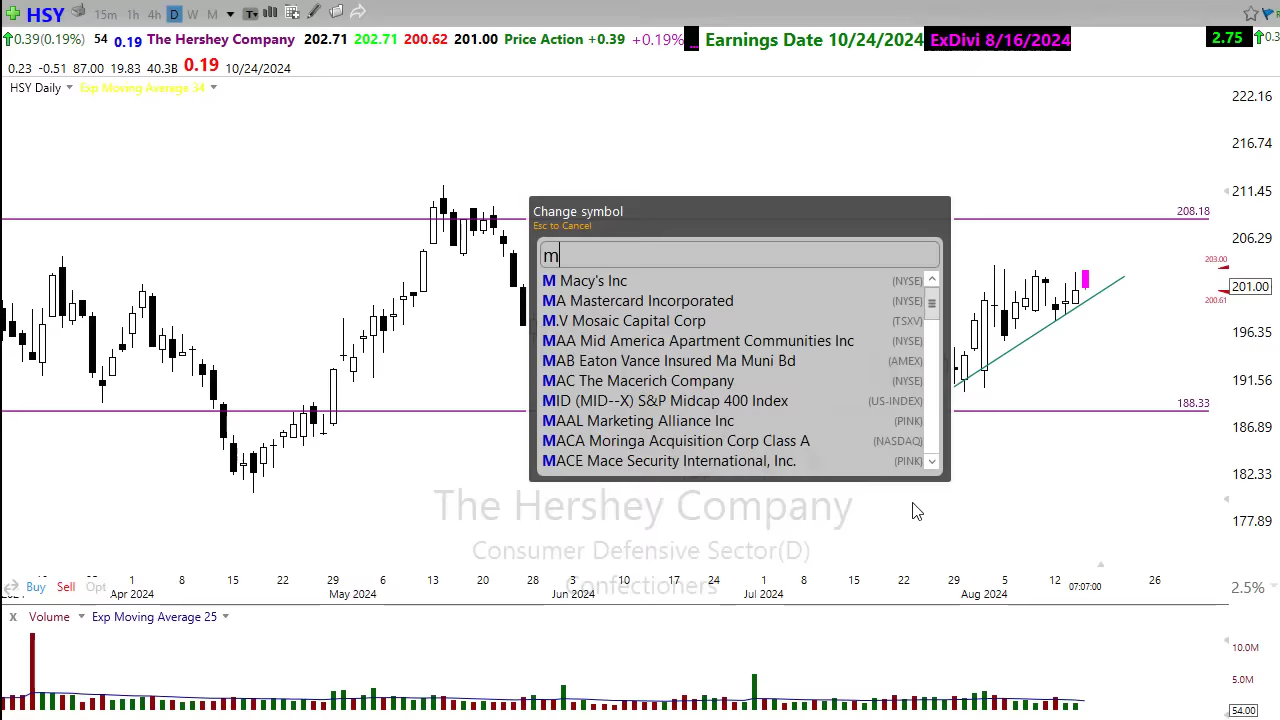 HSY 15m 1h 4h D W M
0.39(0.19%) 54 0.19 The Hershey Company 202.71 202.71 200.62 201.00 Price Action +0.39 +0.19% ... Earnings Date 10/24/2024 ExDivi 8/16/2024 2.75 0.3
0.23 -0.51 87.00 19.83 40.3B 0.19 10/24/2024
HSY Daily Exp Moving Average 34
222.16
216.74
211.45
208.18
206.29
203.00
201.00
200.61
196.35
191.56
188.33
186.89
182.33
177.89
Change symbol
Esc to Cancel
m
M Macy's Inc (NYSE)
MA Mastercard Incorporated (NYSE)
M.V Mosaic Capital Corp (TSXV)
MAA Mid America Apartment Communities Inc (NYSE)
MAB Eaton Vance Insured Ma Muni Bd (AMEX)
MAC The Macerich Company (NYSE)
MID (MID--X) S&P Midcap 400 Index (US-INDEX)
MAAL Marketing Alliance Inc (PINK)
MACA Moringa Acquisition Corp Class A (NASDAQ)
MACE Mace Security International, Inc. (PINK)
The Hershey Company
Consumer Defensive Sector(D)
Confectioners
1 8 15 22 29 6 13 20 28 3 10 17 24 1 8 15 22 29 5 12 26
Buy Sell Opt 07:07:00 2.5%
Apr 2024 May 2024 Jun 2024 Jul 2024 Aug 2024
X Volume Exp Moving Average 25
10.0M
5.0M
54.00